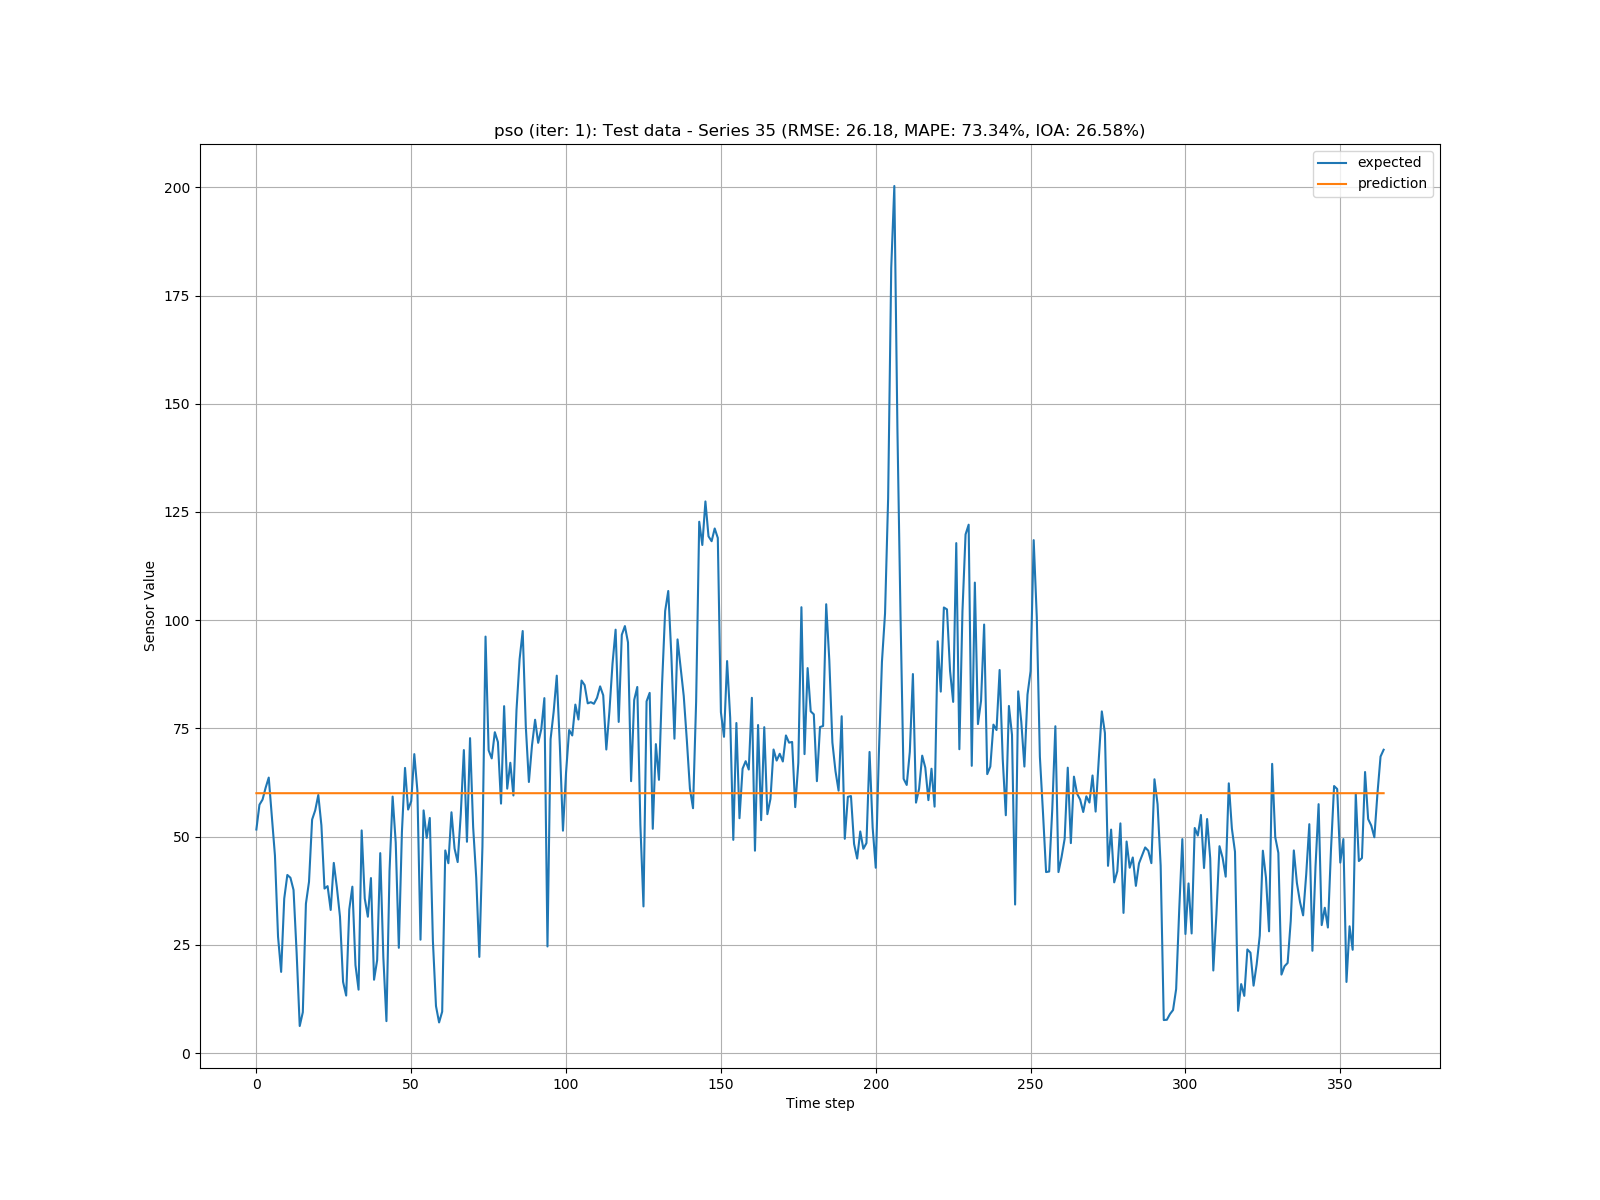 pso (iter: 1): Test data - Series 35 (RMSE: 26.18, MAPE: 73.34%, IOA: 26.58%)
expected
prediction
200
175
150
125
100
75
50
25
0
Sensor Value
0 50 100 150 200 250 300 350
Time step